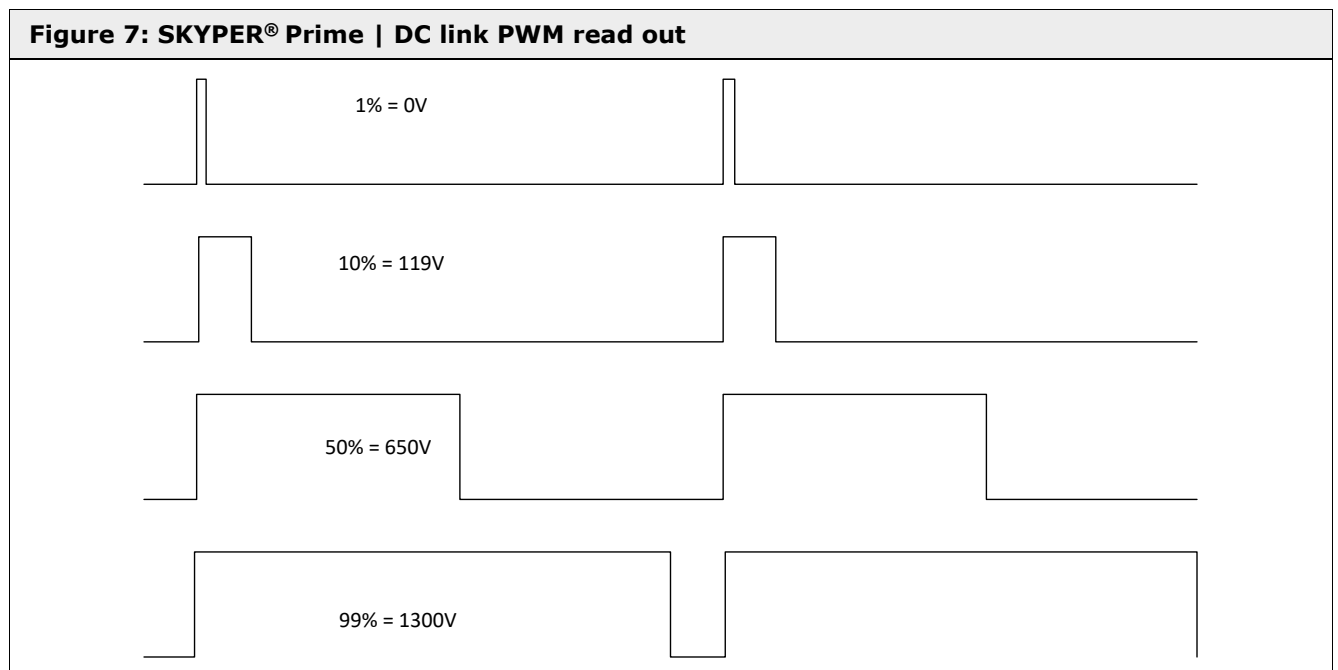 Figure 7: SKYPER® Prime | DC link PWM read out
1% = 0V
10% = 119V
50% = 650V
99% = 1300V